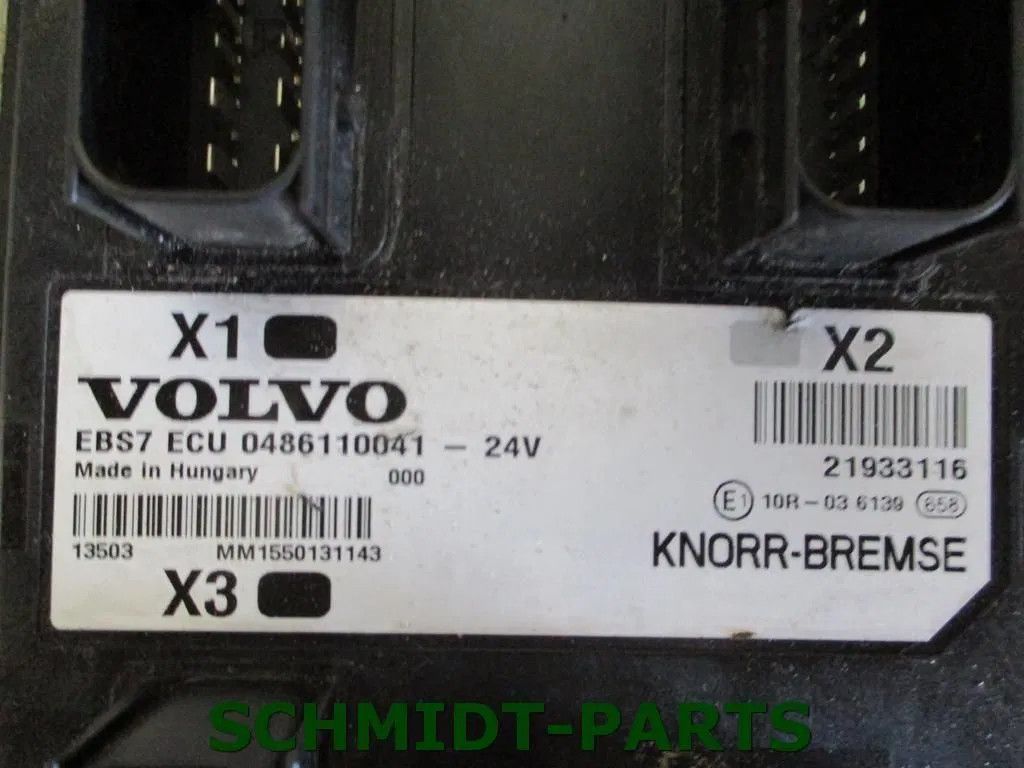 X1
X2
VOLVO
EBS7 ECU 0486110041 - 24V
Made in Hungary 000
21933116
E1 10R-03 6139 658
13503 MM1550131143
KNORR-BREMSE
X3
SCHMIDT-PARTS